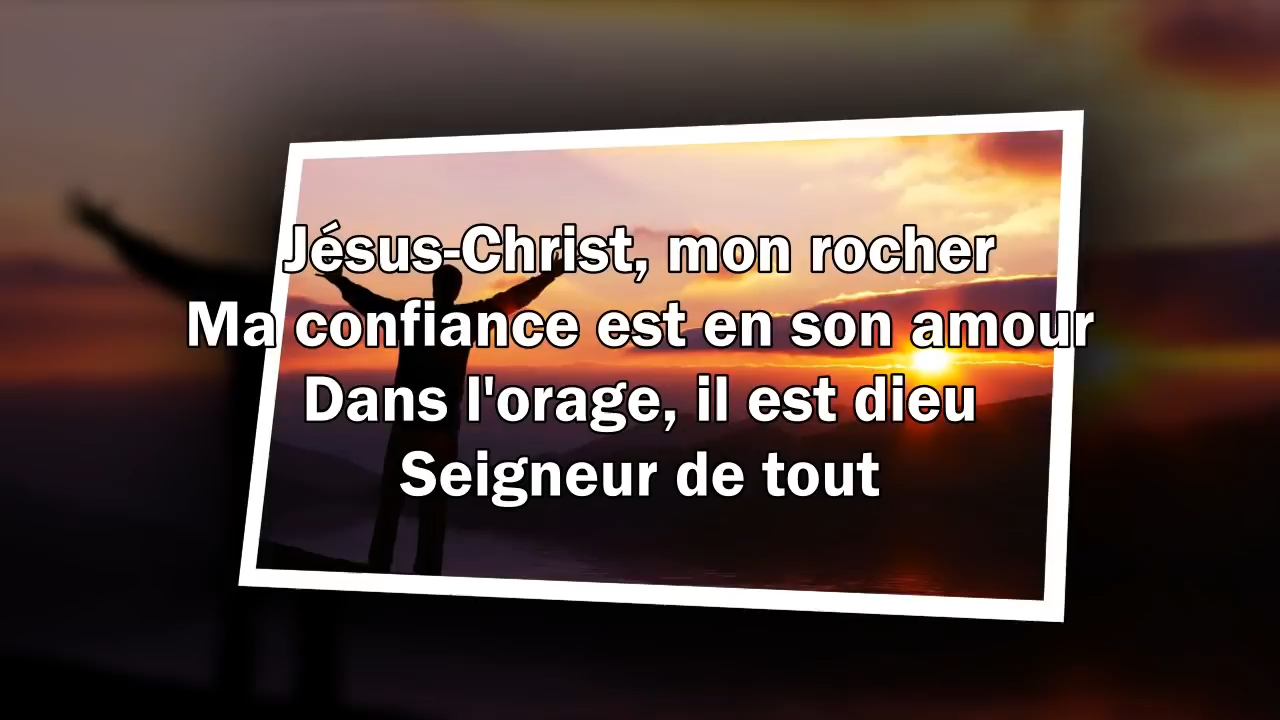 Jésus-Christ, mon rocher
Ma confiance est en son amour
Dans l'orage, il est dieu
Seigneur de tout